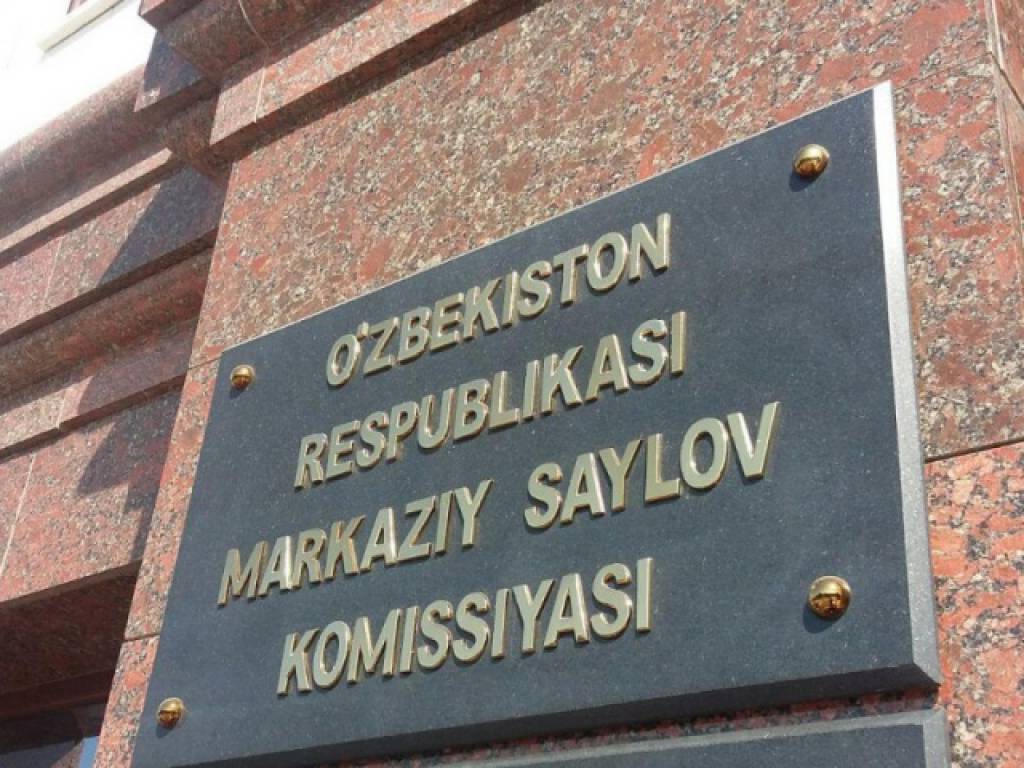 O'ZBEKISTON
RESPUBLIKASI
MARKAZIY SAYLOV
KOMISSIYASI